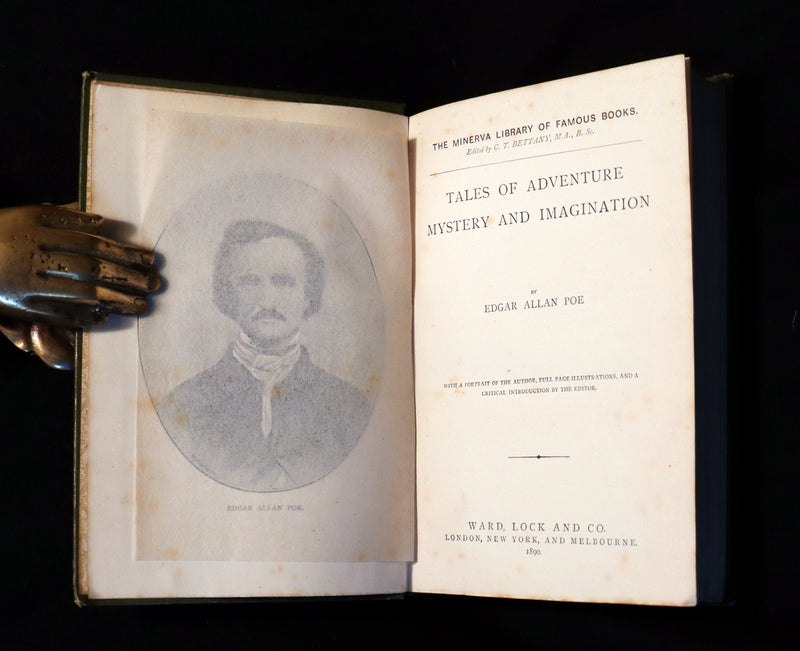 EDGAR ALLAN POE.
THE MINERVA LIBRARY OF FAMOUS BOOKS.
Edited by G. T. BETTANY, M.A., B. Sc.
TALES OF ADVENTURE
MYSTERY AND IMAGINATION
BY
EDGAR ALLAN POE
WITH A PORTRAIT OF THE AUTHOR, FULL PAGE ILLUSTRATIONS, AND A
CRITICAL INTRODUCTION BY THE EDITOR.
WARD, LOCK AND CO.
LONDON, NEW YORK, AND MELBOURNE.
1890.